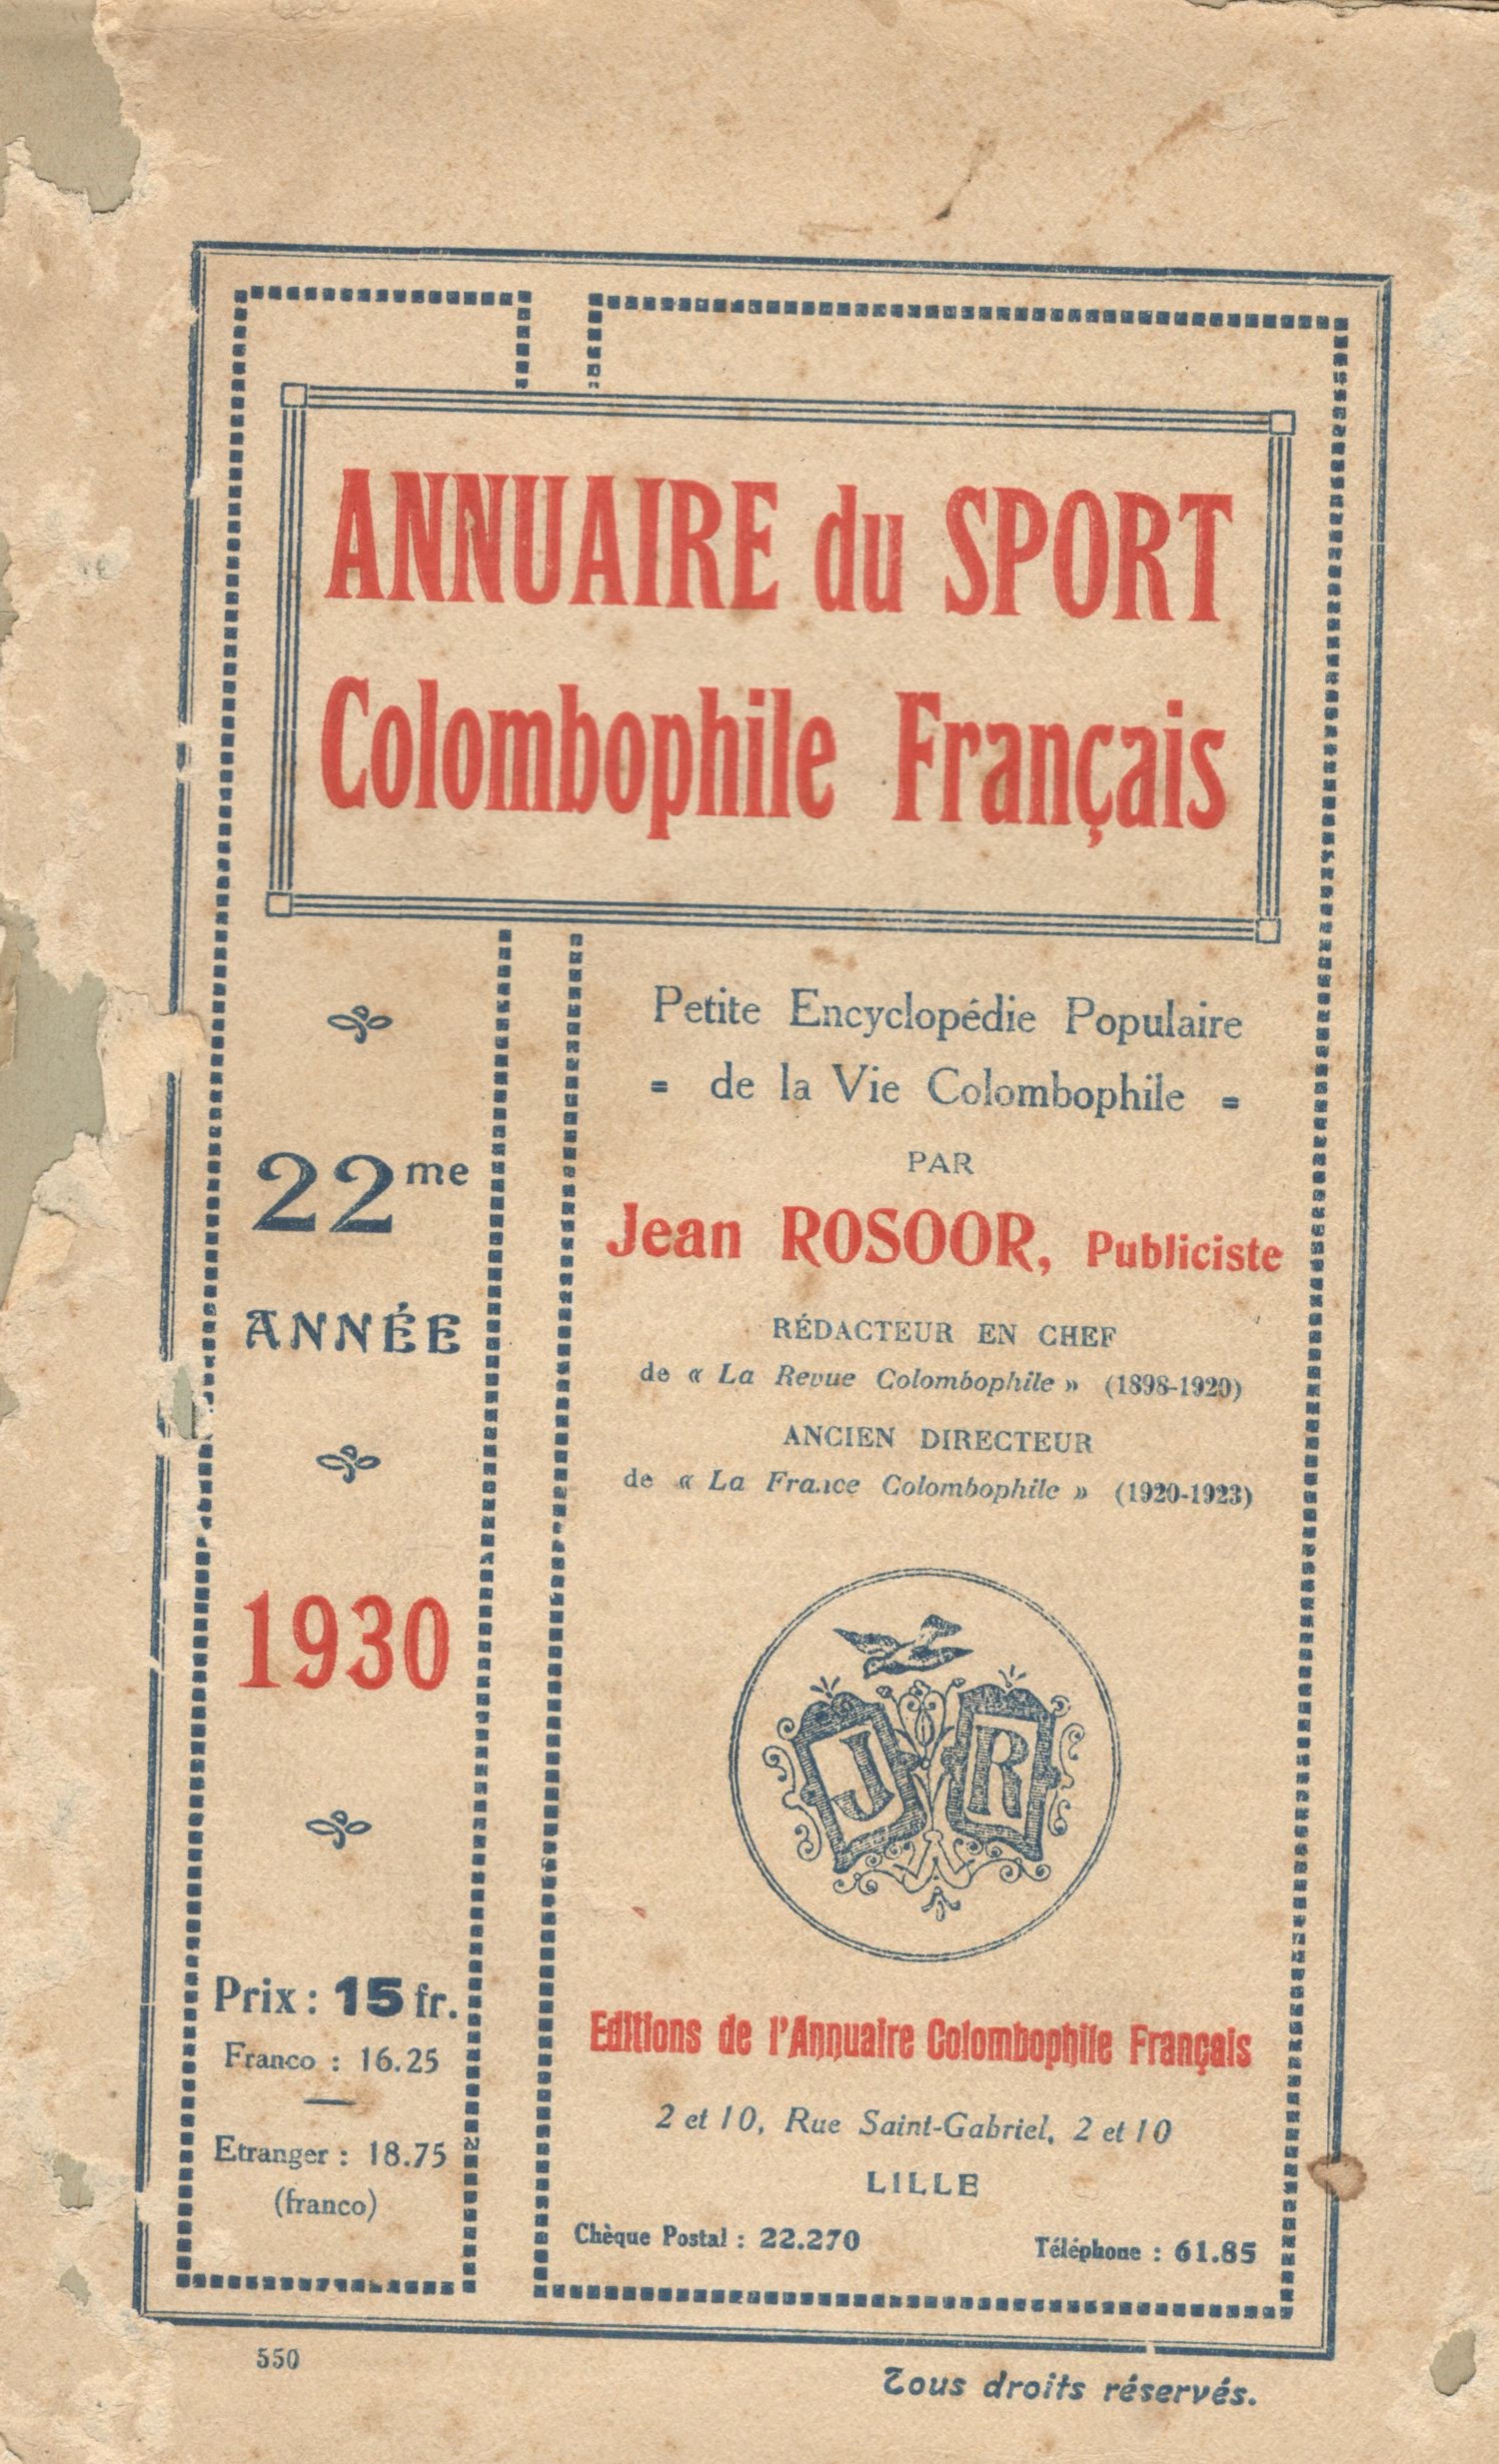 ANNUAIRE du SPORT
Colombophile Français
22me
ANNÉE
1930
Prix : 15 fr.
Franco : 16.25
Etranger : 18.75
(franco)
Petite Encyclopédie Populaire
= de la Vie Colombophile =
PAR
Jean ROSOOR, Publiciste
RÉDACTEUR EN CHEF
de « La Revue Colombophile » (1898-1920)
ANCIEN DIRECTEUR
de « La France Colombophile » (1920-1923)
J R
Editions de l'Annuaire Colombophile Français
2 et 10, Rue Saint-Gabriel, 2 et 10
LILLE
Chèque Postal : 22.270 Téléphone : 61.85
550
Tous droits réservés.